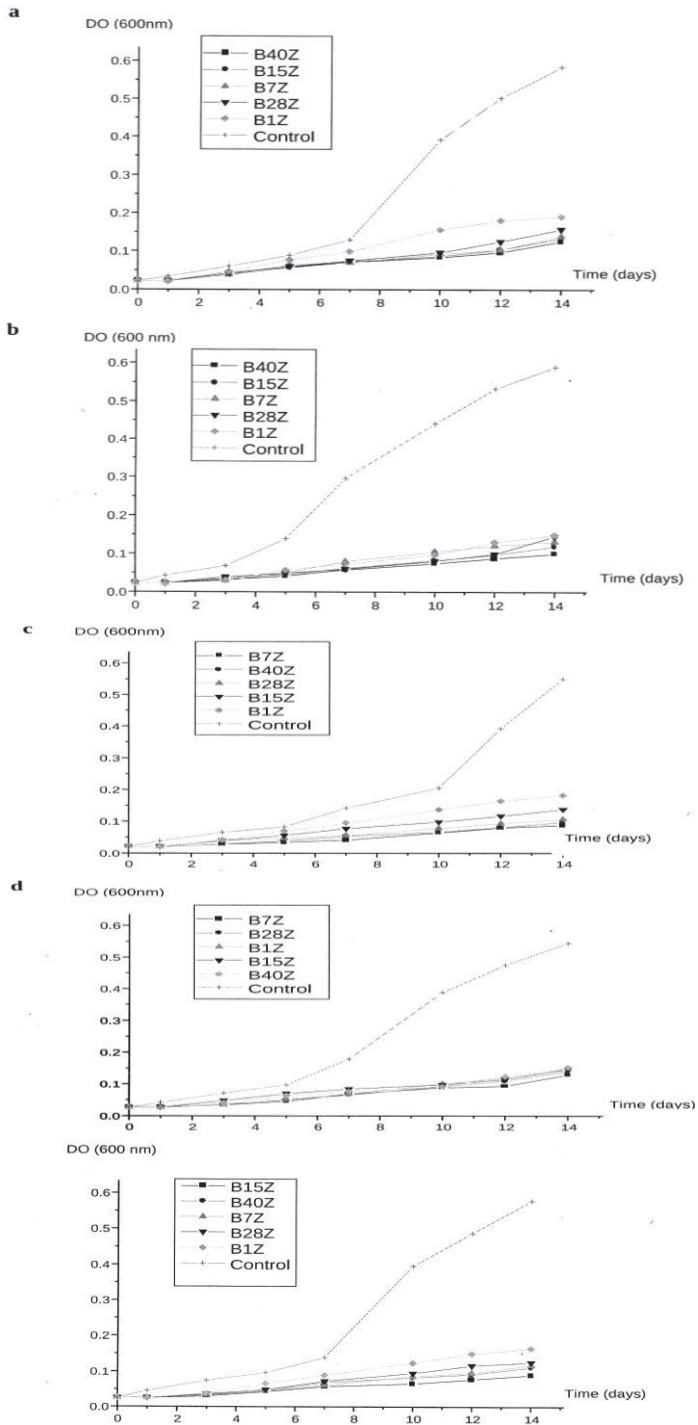 a
DO (600nm)
0.6
0.5
0.4
0.3
0.2
0.1
0.0
B40Z
B15Z
B7Z
B28Z
B1Z
Control
Time (days)
0 2 4 6 8 10 12 14
b
DO (600 nm)
0.6
0.5
0.4
0.3
0.2
0.1
0.0
B40Z
B15Z
B7Z
B28Z
B1Z
Control
Time (days)
0 2 4 6 8 10 12 14
c
DO (600nm)
0.6
0.5
0.4
0.3
0.2
0.1
0.0
B7Z
B40Z
B28Z
B15Z
B1Z
Control
Time (days)
0 2 4 6 8 10 12 14
d
DO (600nm)
0.6
0.5
0.4
0.3
0.2
0.1
0.0
B7Z
B28Z
B1Z
B15Z
B40Z
Control
Time (days)
0 2 4 6 8 10 12 14
DO (600 nm)
0.6
0.5
0.4
0.3
0.2
0.1
0.0
B15Z
B40Z
B7Z
B28Z
B1Z
Control
Time (days)
0 2 4 6 8 10 12 14